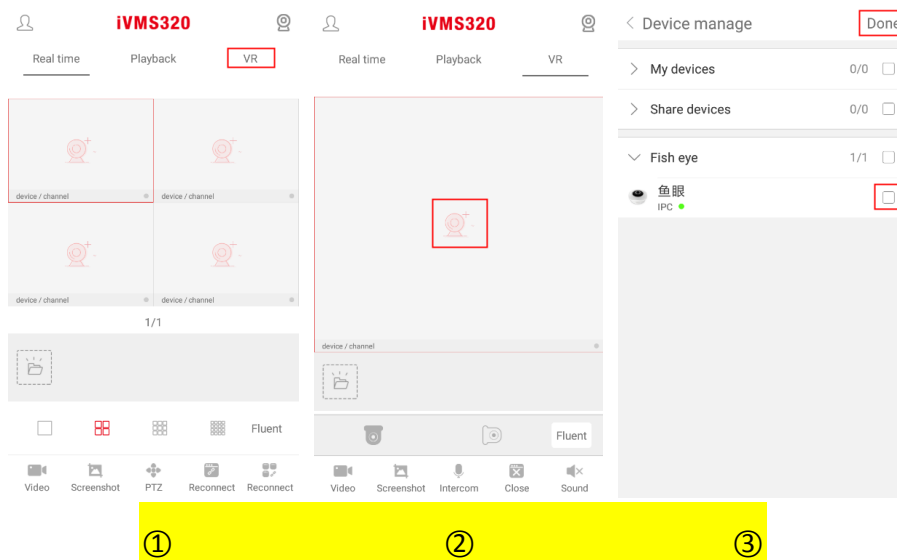 iVMS320
Real time Playback VR
device / channel device / channel
device / channel device / channel
1/1
Fluent
Video Screenshot PTZ Reconnect Reconnect
iVMS320
Real time Playback VR
device / channel
Fluent
Video Screenshot Intercom Close Sound
Device manage Done
My devices 0/0
Share devices 0/0
Fish eye 1/1
鱼眼
IPC
① ② ③